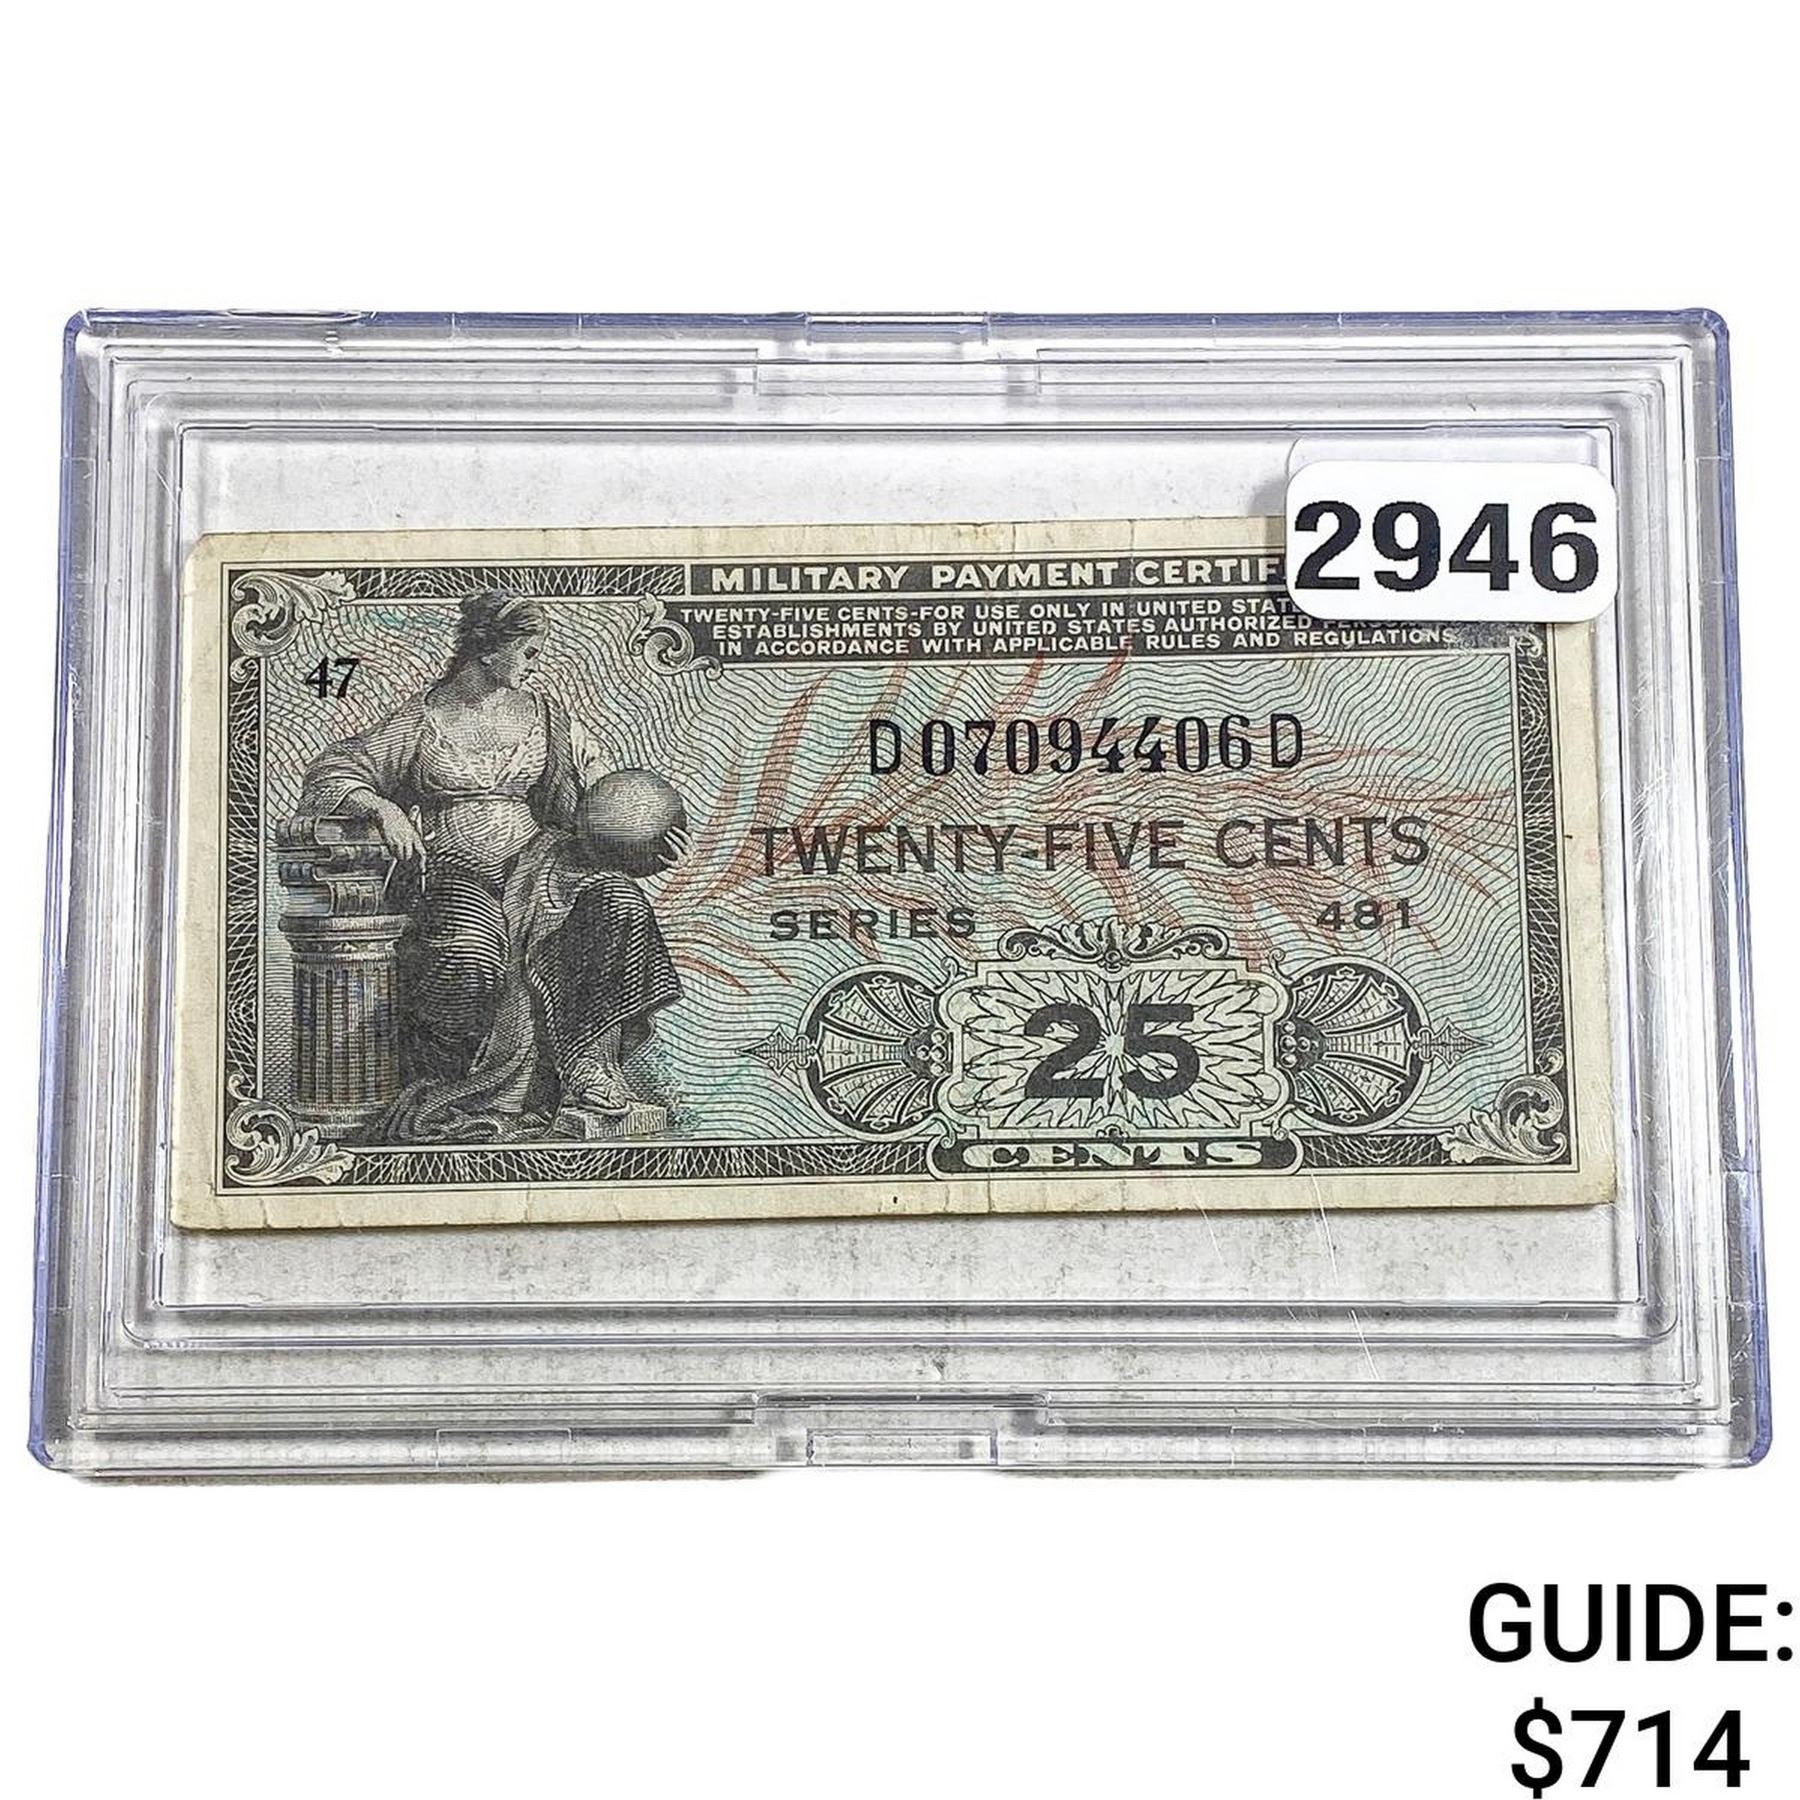 2946
MILITARY PAYMENT CERTIF
TWENTY-FIVE CENTS-FOR USE ONLY IN UNITED STAT
ESTABLISHMENTS BY UNITED STATES AUTHORIZED
IN ACCORDANCE WITH APPLICABLE RULES AND REGULATIONS
47
D07094406D
TWENTY-FIVE CENTS
SERIES 481
25
CENTS
GUIDE:
$714